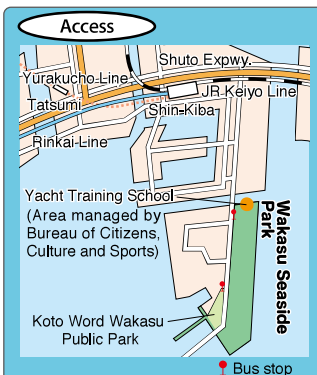 Access
Shuto Expwy.
Yurakucho Line
JR Keiyo Line
Tatsumi
Shin-Kiba
Rinkai Line
Yacht Training School
(Area managed by
Bureau of Citizens,
Culture and Sports)
Wakasu Seaside
Park
Koto Word Wakasu
Public Park
Bus stop